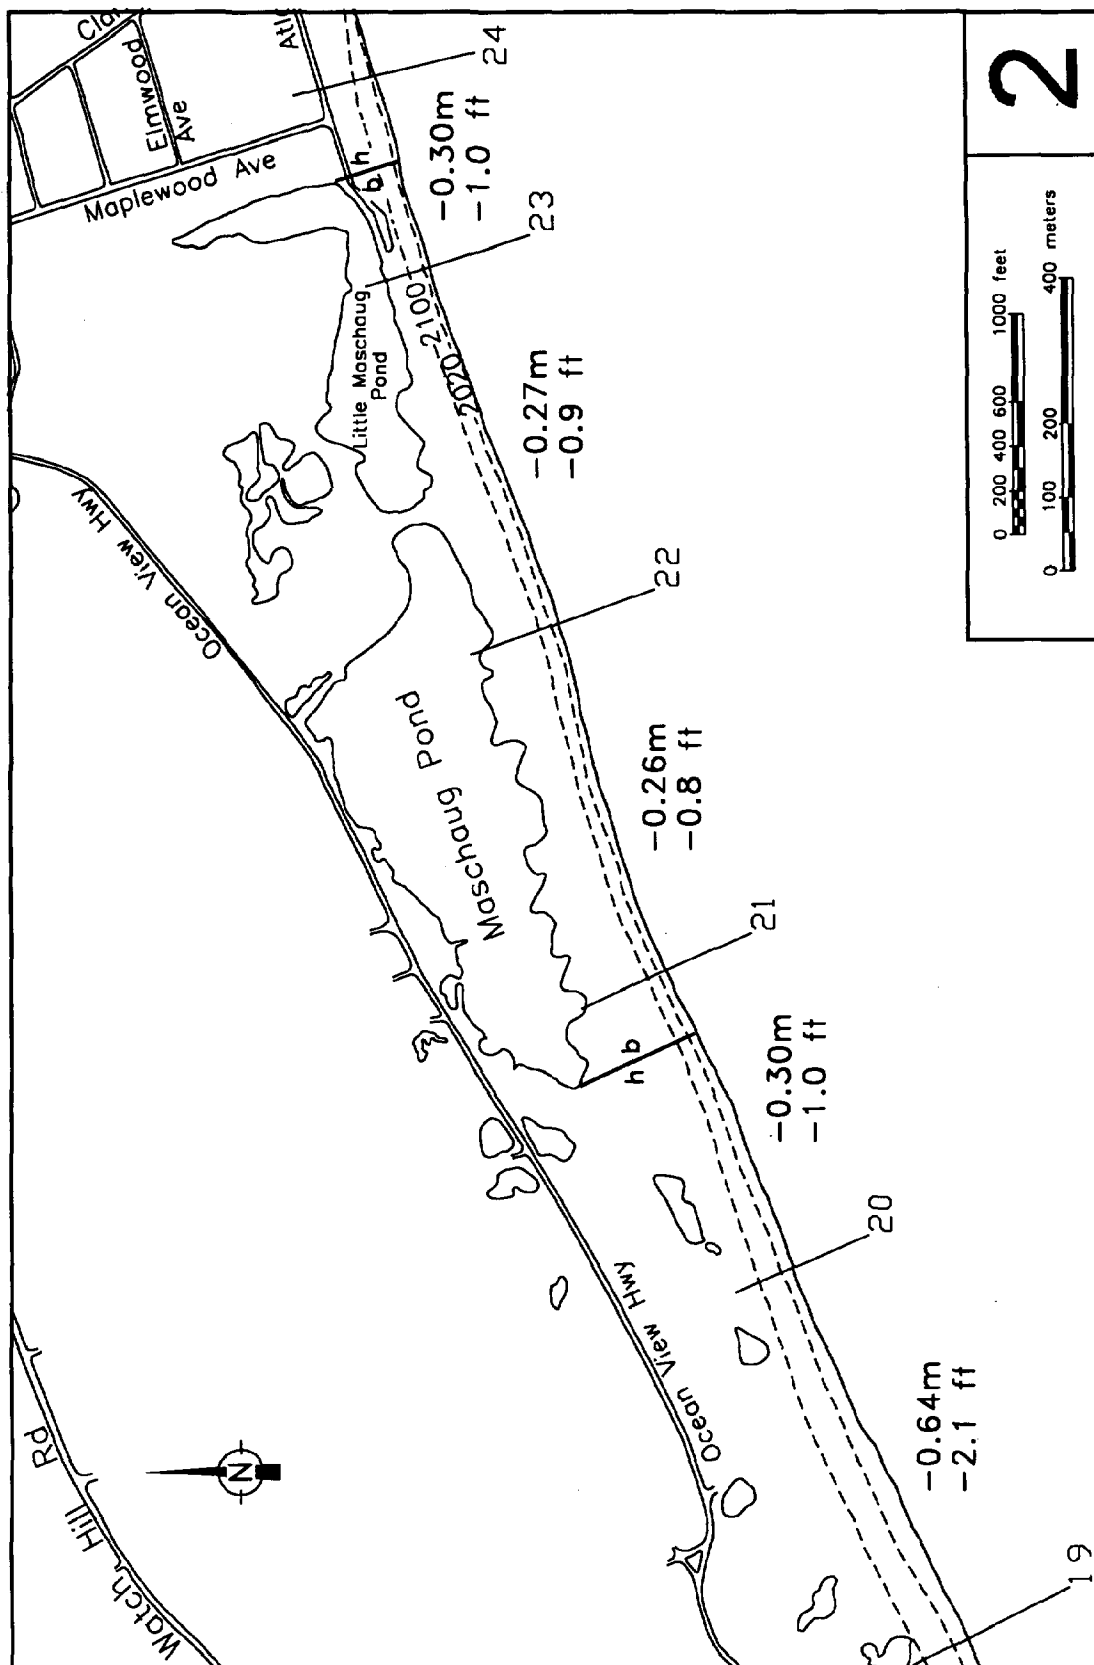 Cla
Elmwood
Ave
Atl
Maplewood Ave
24
-0.30m
-1.0 ft
h
b
23
Little Maschaug
Pond
2100
2020
-0.27m
-0.9 ft
Ocean View Hwy
22
Maschaug Pond
-0.26m
-0.8 ft
21
b
h
-0.30m
-1.0 ft
20
Ocean View Hwy
-0.64m
-2.1 ft
19
Watch Hill Rd
N
2
0 200 400 600 1000 feet
0 100 200 400 meters